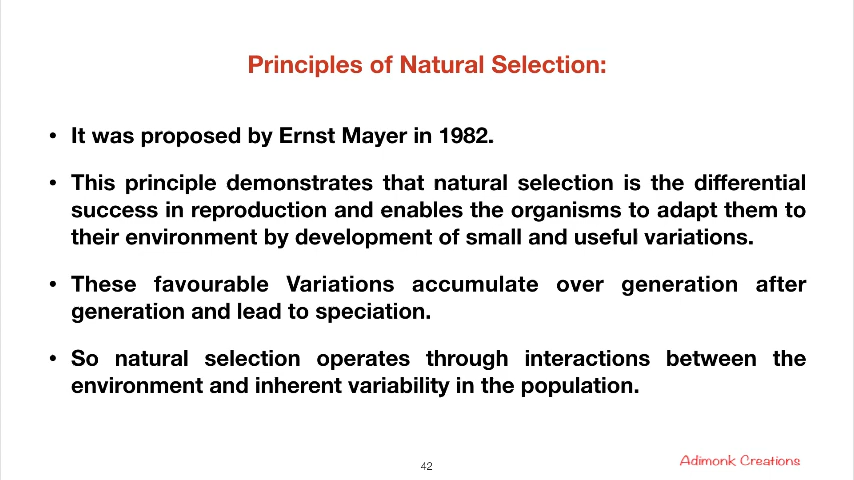 Principles of Natural Selection:
• It was proposed by Ernst Mayer in 1982.
• This principle demonstrates that natural selection is the differential
success in reproduction and enables the organisms to adapt them to
their environment by development of small and useful variations.
• These favourable Variations accumulate over generation after
generation and lead to speciation.
• So natural selection operates through interactions between the
environment and inherent variability in the population.
42
Adimonk Creations